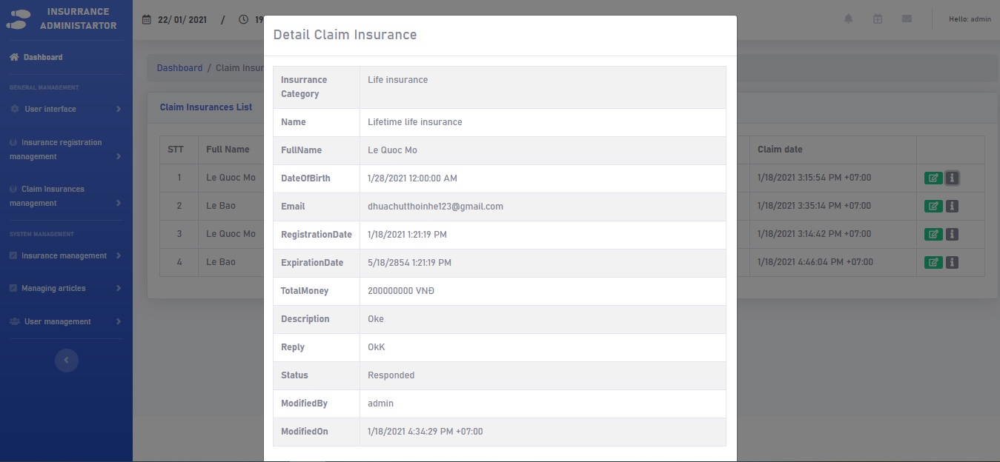 INSURRANCE
ADMINISTARTOR
Dashboard
GENERAL MANAGEMENT
User interface
Insurance registration
management
Claim Insurances
management
SYSTEM MANAGEMENT
Insurance management
Managing articles
User management
22/ 01/ 2021 / 19
Hello: admin
Dashboard / Claim Insur
Claim Insurances List
STT Full Name Claim date
1 Le Quoc Mo 1/18/2021 3:15:54 PM +07:00
2 Le Bao 1/18/2021 3:35:14 PM +07:00
3 Le Quoc Mo 1/18/2021 3:14:42 PM +07:00
4 Le Bao 1/18/2021 4:46:04 PM +07:00
Detail Claim Insurance
Insurrance
Category
Life insurance
Name Lifetime life insurance
FullName Le Quoc Mo
DateOfBirth 1/28/2021 12:00:00 AM
Email dhuachutthoinhe123@gmail.com
RegistrationDate 1/18/2021 1:21:19 PM
ExpirationDate 5/18/2854 1:21:19 PM
TotalMoney 200000000 VNĐ
Description Oke
Reply OkK
Status Responded
ModifiedBy admin
ModifiedOn 1/18/2021 4:34:29 PM +07:00